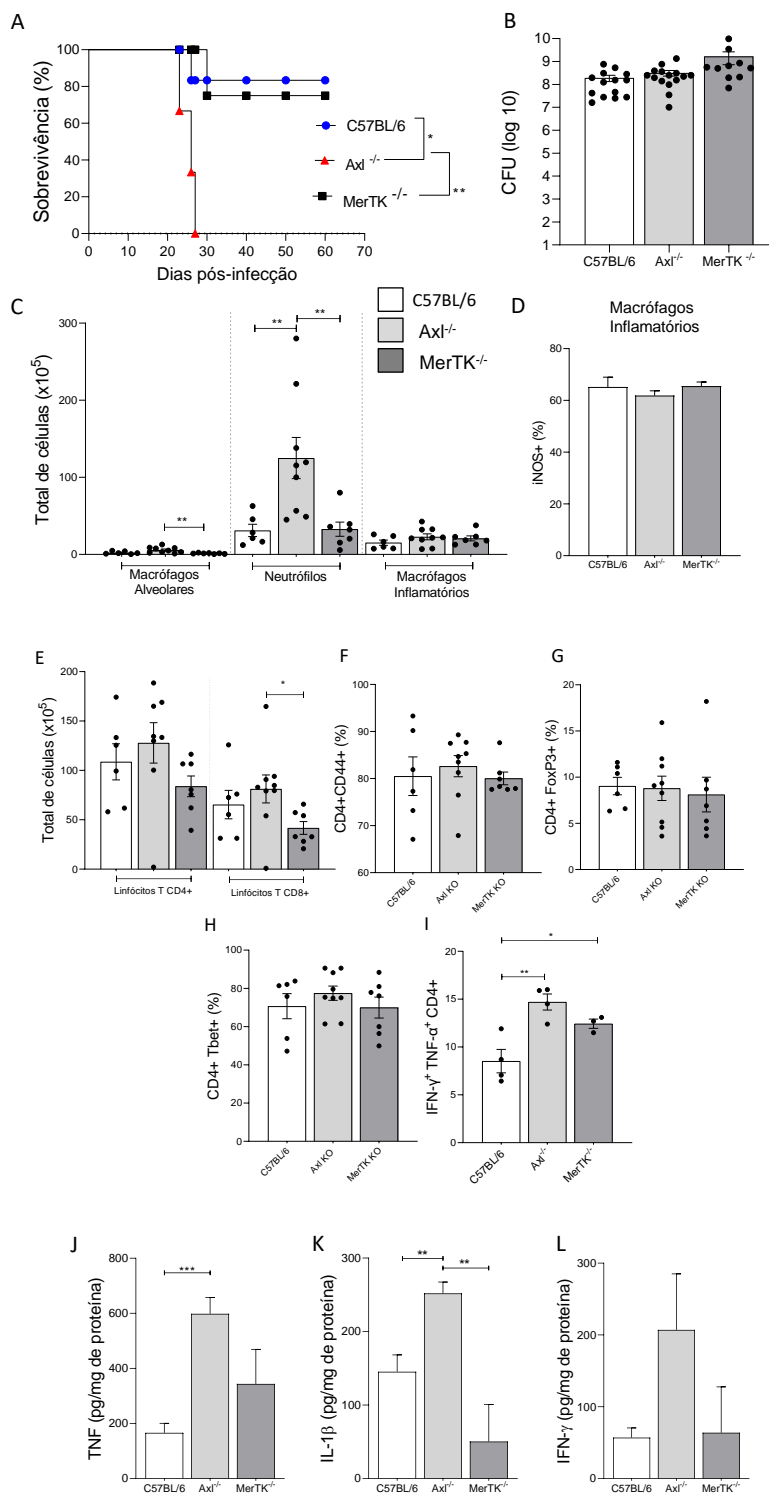 A
Sobrevivência (%)
100
80
60
40
20
0
0 10 20 30 40 50 60 70
Dias pós-infecção
C57BL/6
Axl -/-
MerTK -/-
*
**
B
CFU (log 10)
10
9
8
7
6
5
4
3
2
1
C57BL/6 Axl-/- MerTK -/-
C
Total de células (x10⁵)
300
200
100
0
**
** **
Macrófagos Alveolares
Neutrófilos
Macrófagos Inflamatórios
C57BL/6
Axl-/-
MerTK-/-
D
Macrófagos
Inflamatórios
iNOS+ (%)
80
60
40
20
0
C57BL/6 Axl-/- MerTK-/-
E
Total de células (x10⁵)
200
150
100
50
0
*
Linfócitos T CD4+ Linfócitos T CD8+
F
CD4+CD44+ (%)
100
90
80
70
60
C57BL/6 Axl KO MerTK KO
G
CD4+ FoxP3+ (%)
20
15
10
5
0
C57BL/6 Axl KO MerTK KO
H
CD4+ Tbet+ (%)
100
80
60
40
20
0
C57BL/6 Axl KO MerTK KO
I
IFN-γ⁺ TNF-α⁺ CD4+
20
15
10
5
0
*
**
C57BL/6 Axl-/- MerTK-/-
J
TNF (pg/mg de proteína)
800
600
400
200
0
***
C57BL/6 Axl-/- MerTK-/-
K
IL-1β (pg/mg de proteína)
300
200
100
0
** **
C57BL/6 Axl-/- MerTK-/-
L
IFN-γ (pg/mg de proteína)
300
200
100
0
C57BL/6 Axl-/- MerTK-/-